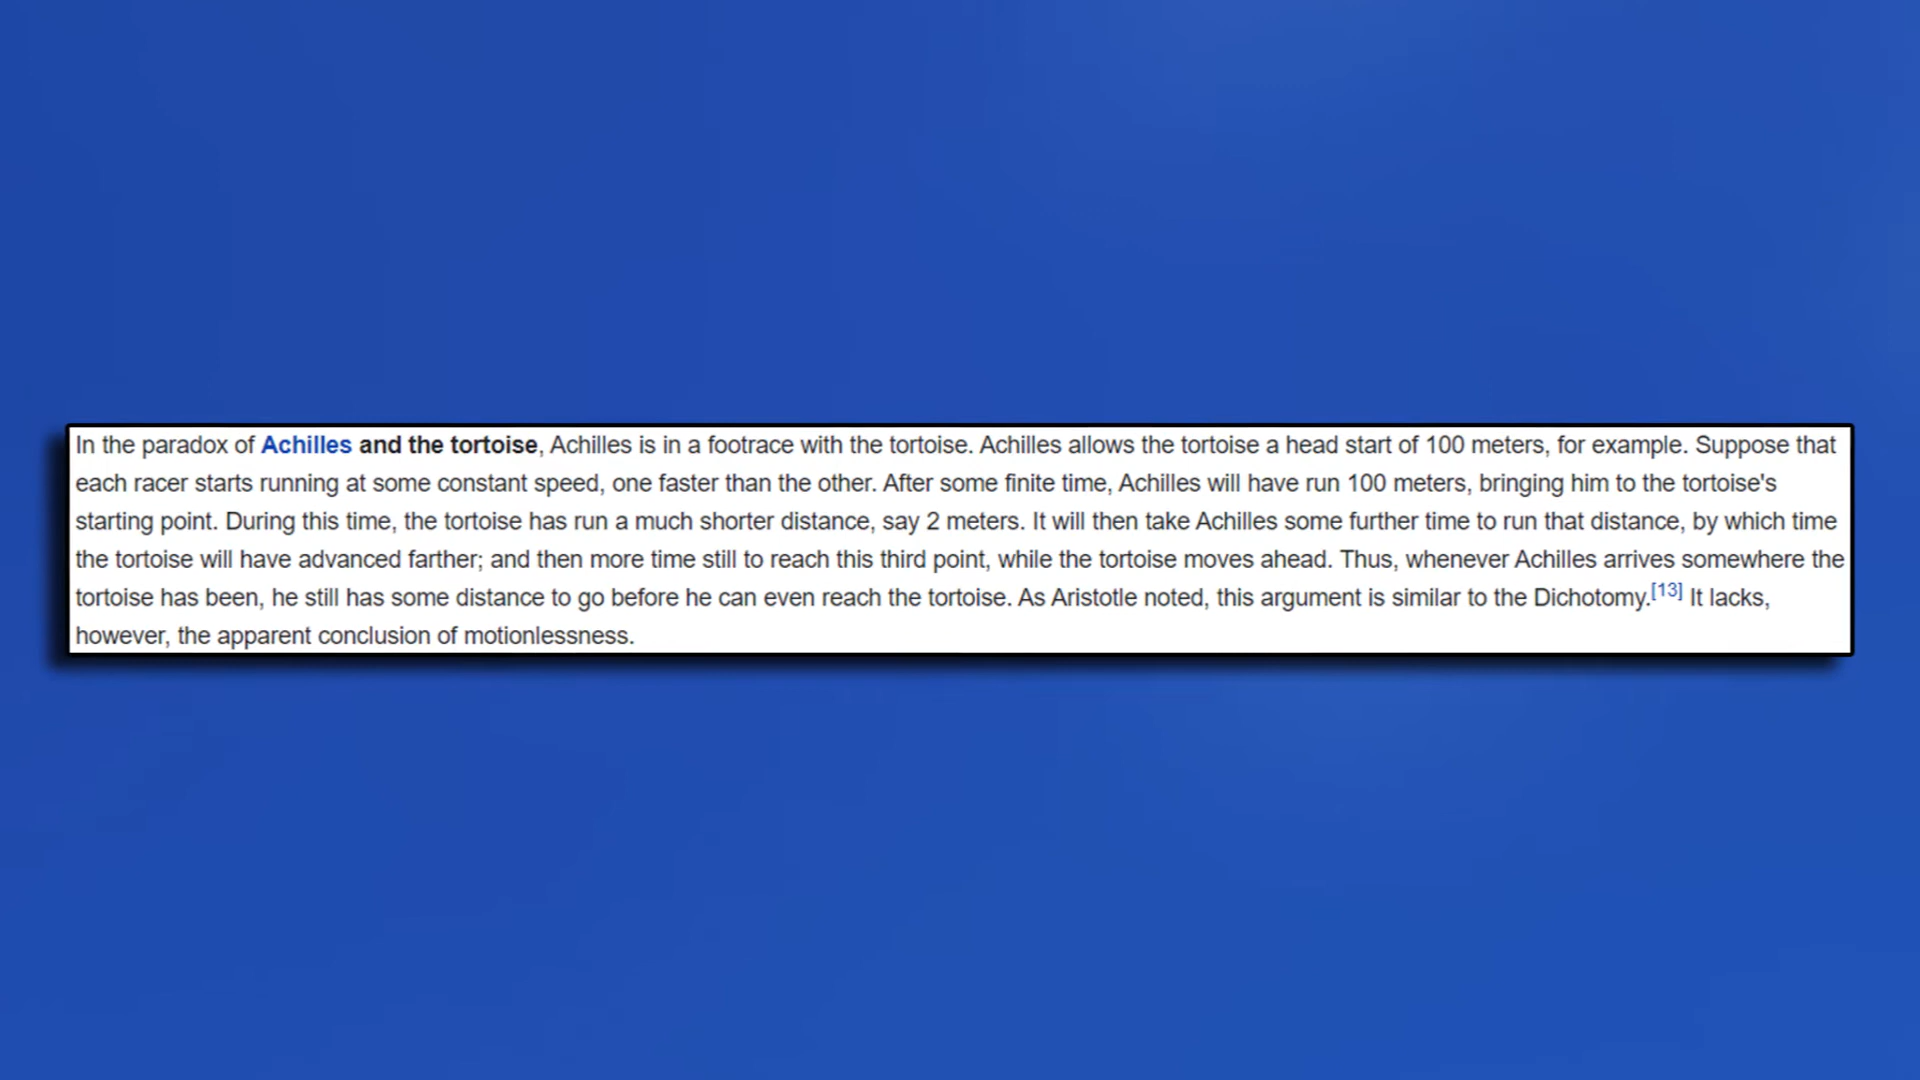 In the paradox of Achilles and the tortoise, Achilles is in a footrace with the tortoise. Achilles allows the tortoise a head start of 100 meters, for example. Suppose that
each racer starts running at some constant speed, one faster than the other. After some finite time, Achilles will have run 100 meters, bringing him to the tortoise's
starting point. During this time, the tortoise has run a much shorter distance, say 2 meters. It will then take Achilles some further time to run that distance, by which time
the tortoise will have advanced farther; and then more time still to reach this third point, while the tortoise moves ahead. Thus, whenever Achilles arrives somewhere the
tortoise has been, he still has some distance to go before he can even reach the tortoise. As Aristotle noted, this argument is similar to the Dichotomy.[13] It lacks,
however, the apparent conclusion of motionlessness.